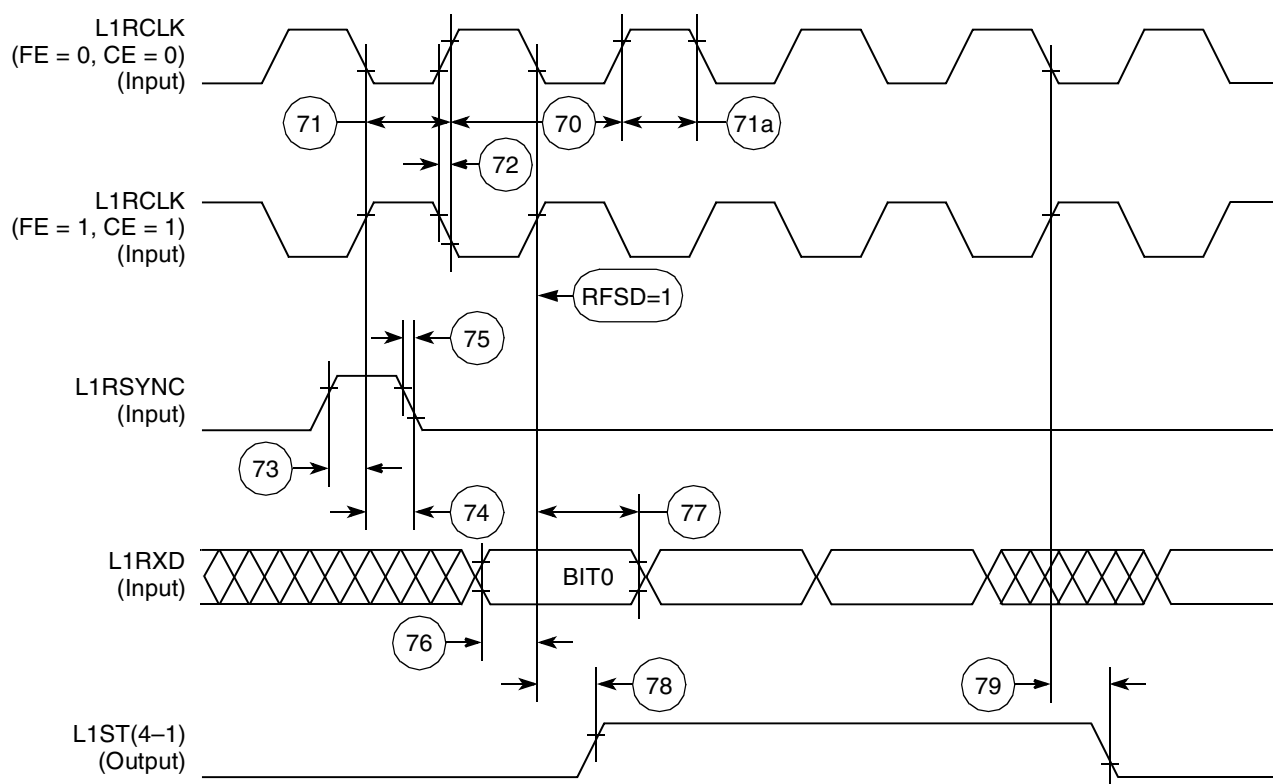 L1RCLK
(FE = 0, CE = 0)
(Input)
71
70
71a
72
L1RCLK
(FE = 1, CE = 1)
(Input)
RFSD=1
75
L1RSYNC
(Input)
73
74
77
L1RXD
(Input)
BIT0
76
78
79
L1ST(4–1)
(Output)